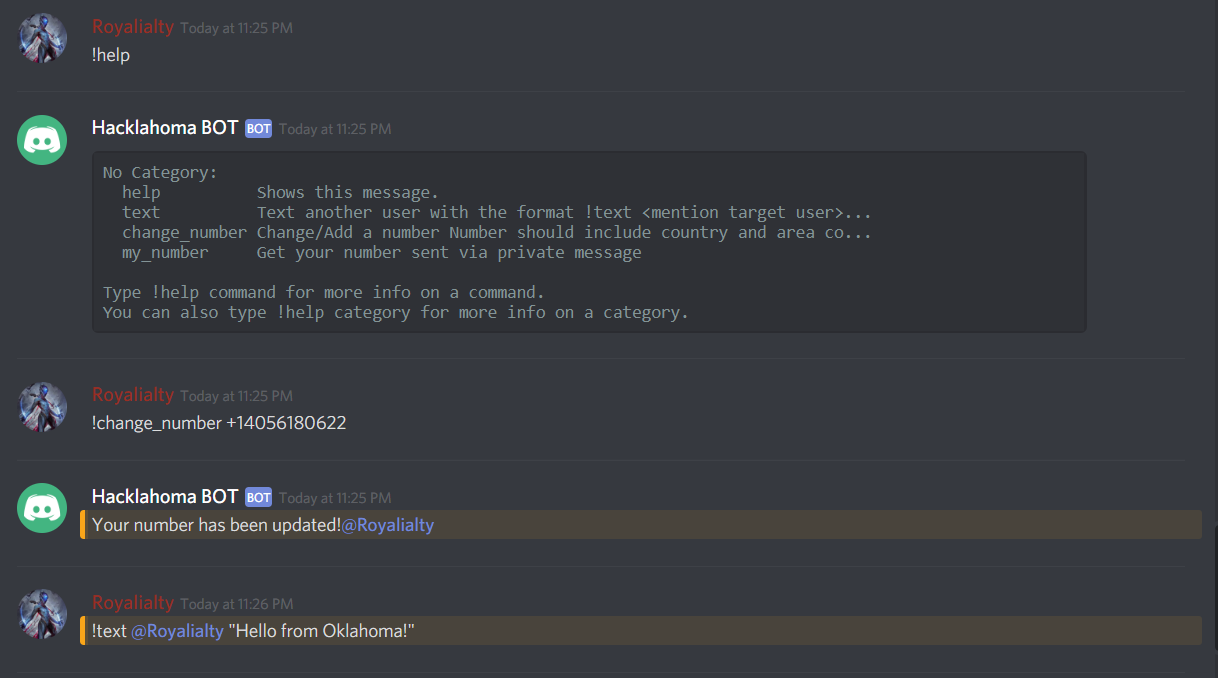 Royalialty Today at 11:25 PM
!help
Hacklahoma BOT BOT Today at 11:25 PM
No Category:
  help          Shows this message.
  text          Text another user with the format !text <mention target user>...
  change_number Change/Add a number Number should include country and area co...
  my_number     Get your number sent via private message
Type !help command for more info on a command.
You can also type !help category for more info on a category.
Royalialty Today at 11:25 PM
!change_number +14056180622
Hacklahoma BOT BOT Today at 11:25 PM
Your number has been updated!@Royalialty
Royalialty Today at 11:26 PM
!text @Royalialty "Hello from Oklahoma!"